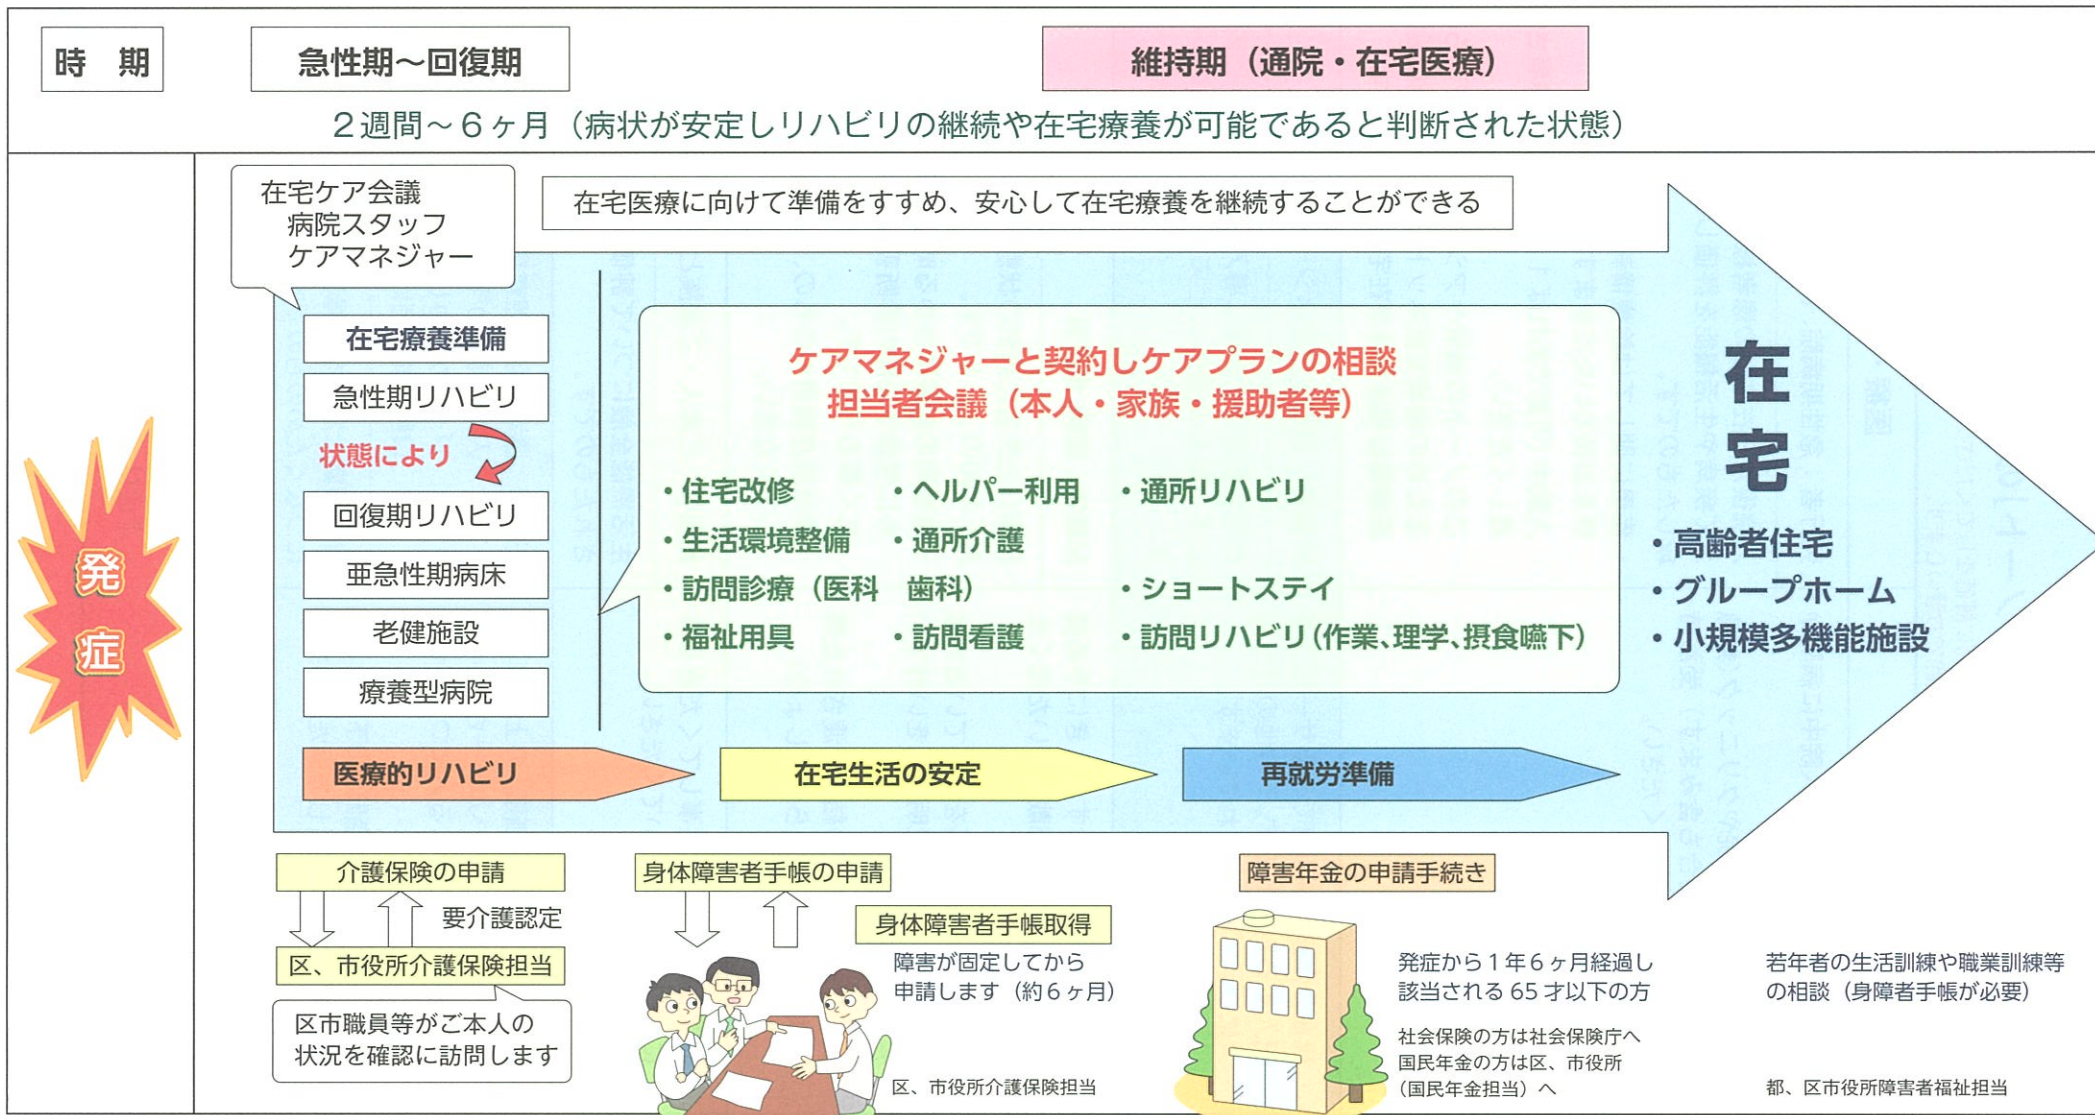 時　期
急性期～回復期
維持期（通院・在宅医療）
２週間～６ヶ月（病状が安定しリハビリの継続や在宅療養が可能であると判断された状態）
発症
在宅ケア会議
病院スタッフ
ケアマネジャー
在宅医療に向けて準備をすすめ、安心して在宅療養を継続することができる
在宅療養準備
急性期リハビリ
状態により
回復期リハビリ
亜急性期病床
老健施設
療養型病院
ケアマネジャーと契約しケアプランの相談
担当者会議（本人・家族・援助者等）
・住宅改修　・ヘルパー利用　・通所リハビリ
・生活環境整備　・通所介護
・訪問診療（医科　歯科）　・ショートステイ
・福祉用具　・訪問看護　・訪問リハビリ（作業、理学、摂食嚥下）
在宅
・高齢者住宅
・グループホーム
・小規模多機能施設
医療的リハビリ
在宅生活の安定
再就労準備
介護保険の申請
要介護認定
区、市役所介護保険担当
区市職員等がご本人の
状況を確認に訪問します
身体障害者手帳の申請
身体障害者手帳取得
障害が固定してから
申請します（約６ヶ月）
区、市役所介護保険担当
障害年金の申請手続き
発症から１年６ヶ月経過し
該当される 65 才以下の方
社会保険の方は社会保険庁へ
国民年金の方は区、市役所
（国民年金担当）へ
若年者の生活訓練や職業訓練等
の相談（身障者手帳が必要）
都、区市役所障害者福祉担当